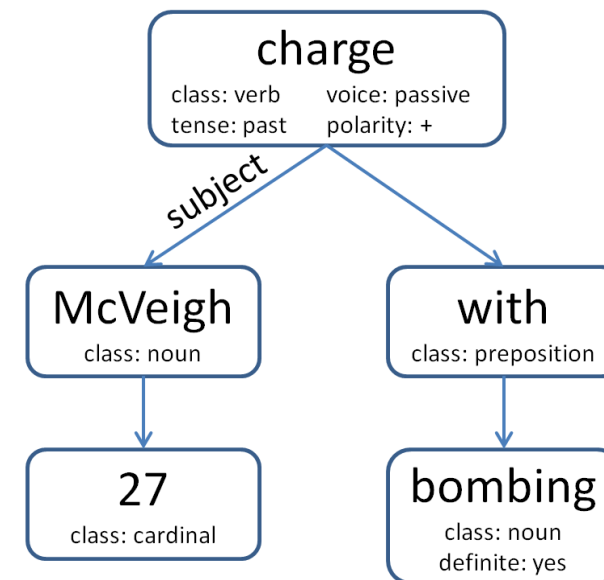 charge
class: verb voice: passive
tense: past polarity: +
subject
McVeigh
class: noun
with
class: preposition
27
class: cardinal
bombing
class: noun
definite: yes